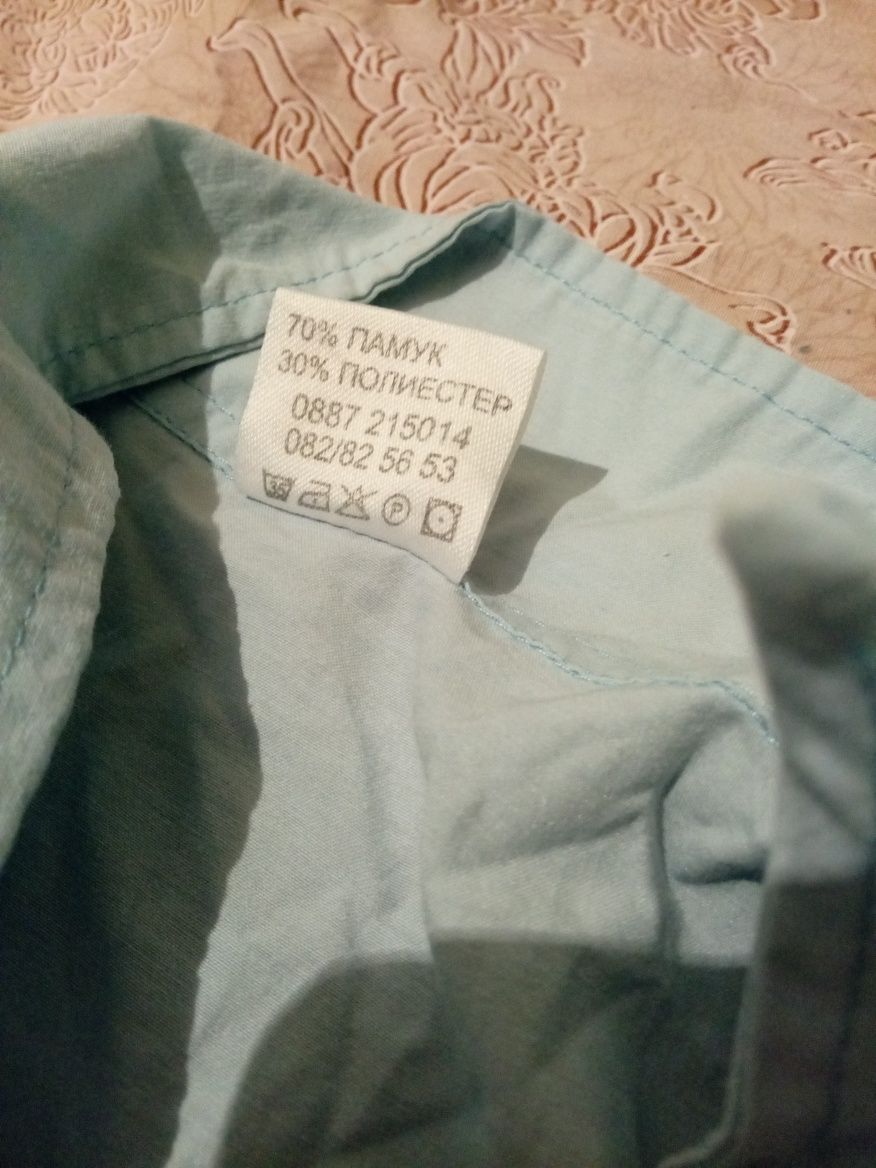 70% ПАМУК
30% ПОЛИЕСТЕР
0887 215014
082/82 56 53
P